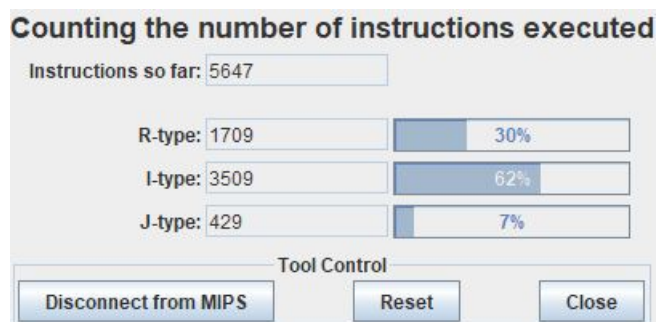 Counting the number of instructions executed
Instructions so far: 5647
R-type: 1709 30%
I-type: 3509 62%
J-type: 429 7%
Tool Control
Disconnect from MIPS Reset Close